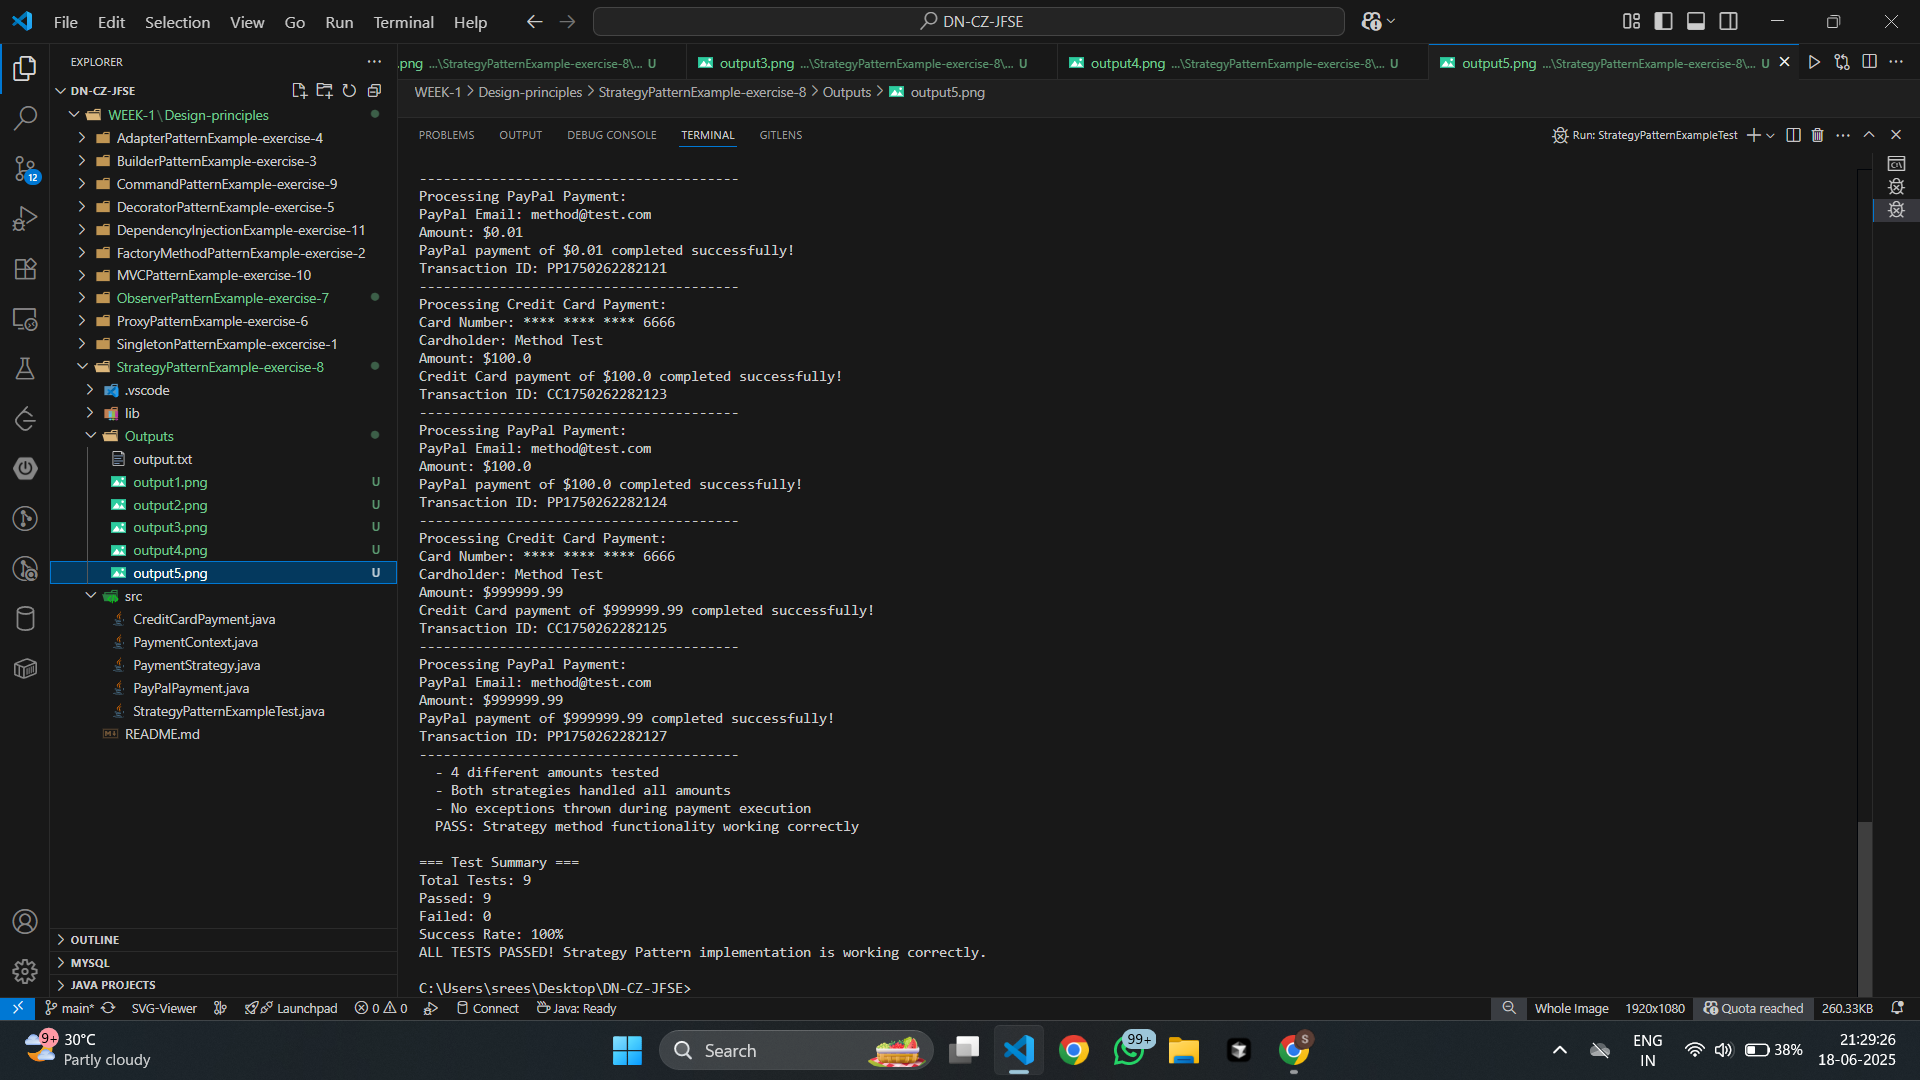 File Edit Selection View Go Run Terminal Help
DN-CZ-JFSE
EXPLORER
DN-CZ-JFSE
WEEK-1\Design-principles
AdapterPatternExample-exercise-4
BuilderPatternExample-exercise-3
CommandPatternExample-exercise-9
DecoratorPatternExample-exercise-5
DependencyInjectionExample-exercise-11
FactoryMethodPatternExample-exercise-2
MVCPatternExample-exercise-10
ObserverPatternExample-exercise-7
ProxyPatternExample-exercise-6
SingletonPatternExample-excercise-1
StrategyPatternExample-exercise-8
.vscode
lib
Outputs
output.txt
output1.png U
output2.png U
output3.png U
output4.png U
output5.png U
src
CreditCardPayment.java
PaymentContext.java
PaymentStrategy.java
PayPalPayment.java
StrategyPatternExampleTest.java
README.md
OUTLINE
MYSQL
JAVA PROJECTS
12
.png ...\StrategyPatternExample-exercise-8\... U
output3.png ...\StrategyPatternExample-exercise-8\... U
output4.png ...\StrategyPatternExample-exercise-8\... U
output5.png ...\StrategyPatternExample-exercise-8\... U
WEEK-1 > Design-principles > StrategyPatternExample-exercise-8 > Outputs > output5.png
PROBLEMS OUTPUT DEBUG CONSOLE TERMINAL GITLENS
Run: StrategyPatternExampleTest
----------------------------------------
Processing PayPal Payment:
PayPal Email: method@test.com
Amount: $0.01
PayPal payment of $0.01 completed successfully!
Transaction ID: PP1750262282121
----------------------------------------
Processing Credit Card Payment:
Card Number: **** **** **** 6666
Cardholder: Method Test
Amount: $100.0
Credit Card payment of $100.0 completed successfully!
Transaction ID: CC1750262282123
----------------------------------------
Processing PayPal Payment:
PayPal Email: method@test.com
Amount: $100.0
PayPal payment of $100.0 completed successfully!
Transaction ID: PP1750262282124
----------------------------------------
Processing Credit Card Payment:
Card Number: **** **** **** 6666
Cardholder: Method Test
Amount: $999999.99
Credit Card payment of $999999.99 completed successfully!
Transaction ID: CC1750262282125
----------------------------------------
Processing PayPal Payment:
PayPal Email: method@test.com
Amount: $999999.99
PayPal payment of $999999.99 completed successfully!
Transaction ID: PP1750262282127
----------------------------------------
- 4 different amounts tested
- Both strategies handled all amounts
- No exceptions thrown during payment execution
PASS: Strategy method functionality working correctly
=== Test Summary ===
Total Tests: 9
Passed: 9
Failed: 0
Success Rate: 100%
ALL TESTS PASSED! Strategy Pattern implementation is working correctly.
C:\Users\srees\Desktop\DN-CZ-JFSE>
main* SVG-Viewer Launchpad 0 0 Connect Java: Ready
Whole Image 1920x1080 Quota reached 260.33KB
9+
30°C
Partly cloudy
Search
99+
S
ENG
IN
38%
21:29:26
18-06-2025